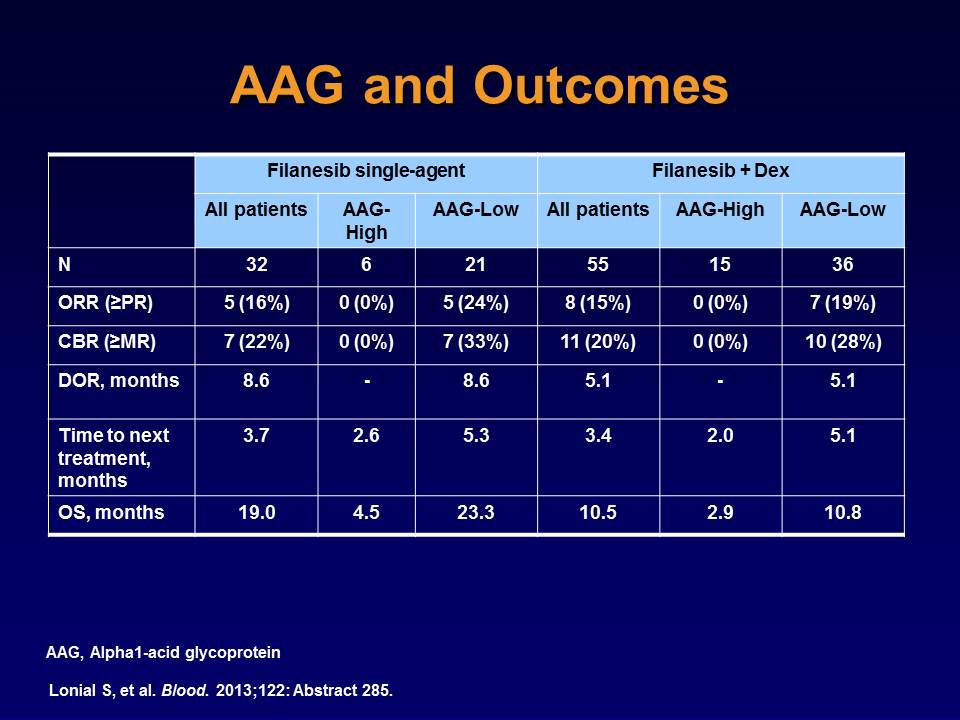 AAG and Outcomes
Filanesib single-agent Filanesib + Dex
All patients AAG-High AAG-Low All patients AAG-High AAG-Low
N 32 6 21 55 15 36
ORR (≥PR) 5 (16%) 0 (0%) 5 (24%) 8 (15%) 0 (0%) 7 (19%)
CBR (≥MR) 7 (22%) 0 (0%) 7 (33%) 11 (20%) 0 (0%) 10 (28%)
DOR, months 8.6 - 8.6 5.1 - 5.1
Time to next treatment, months 3.7 2.6 5.3 3.4 2.0 5.1
OS, months 19.0 4.5 23.3 10.5 2.9 10.8
AAG, Alpha1-acid glycoprotein
Lonial S, et al. Blood. 2013;122: Abstract 285.